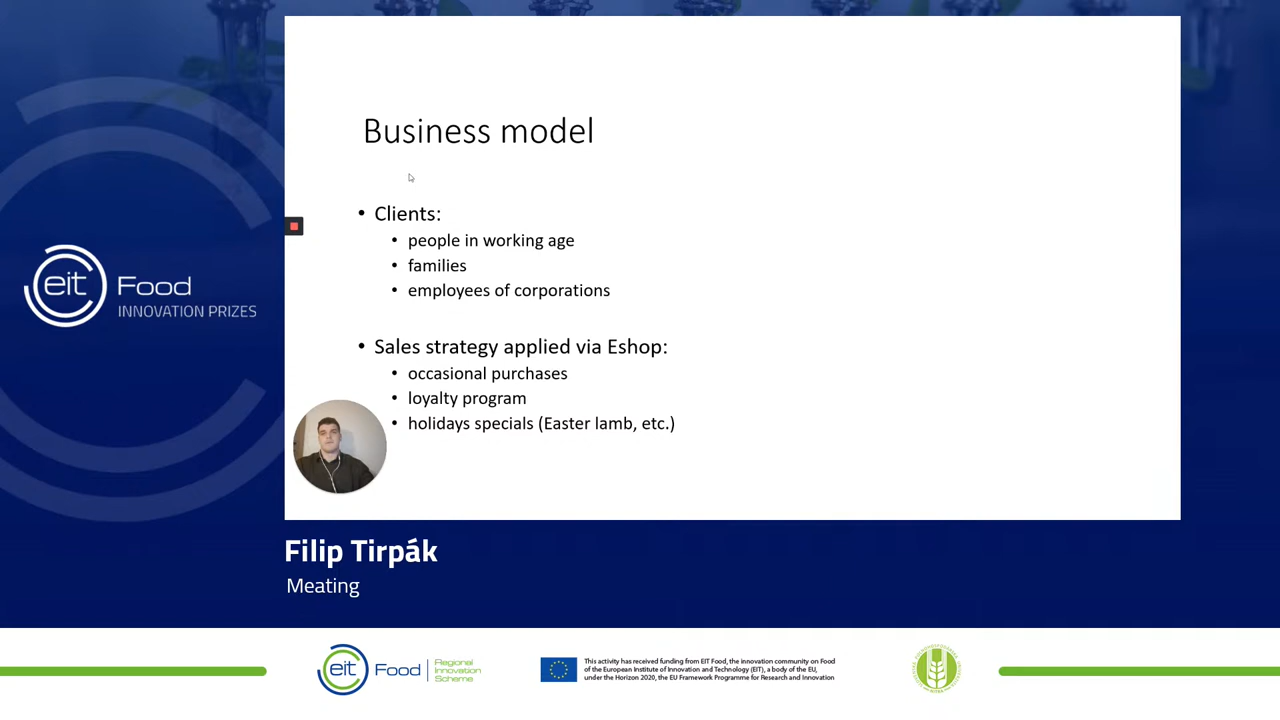 Business model
• Clients:
• people in working age
• families
• employees of corporations
• Sales strategy applied via Eshop:
• occasional purchases
• loyalty program
• holidays specials (Easter lamb, etc.)
eit Food
INNOVATION PRIZES
Filip Tirpák
Meating
eit Food
Regional
Innovation
Scheme
This activity has received funding from EIT Food, the innovation community on Food
of the European Institute of Innovation and Technology (EIT), a body of the EU,
under the Horizon 2020, the EU Framework Programme for Research and Innovation